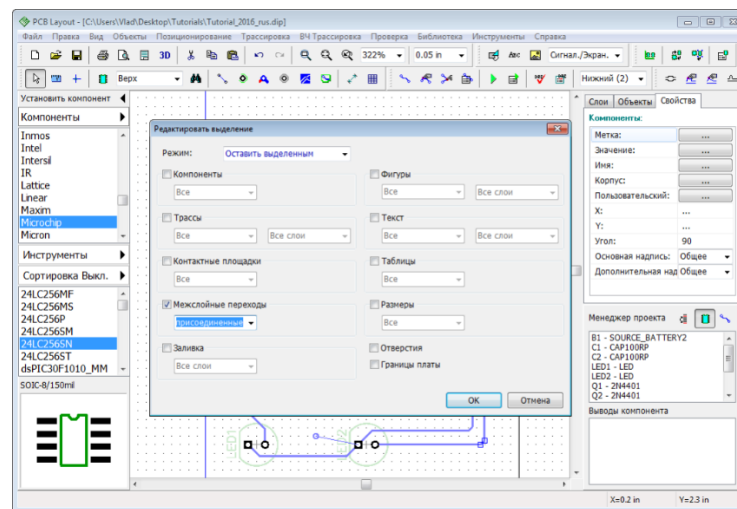 PCB Layout - [C:\Users\Vlad\Desktop\Tutorials\Tutorial_2016_rus.dip]
Файл Правка Вид Объекты Позиционирование Трассировка ВЧ Трассировка Проверка Библиотека Инструменты Справка
3D 322% 0.05 in Abc Сигнал./Экран.
Верх Нижний (2)
Установить компонент
Компоненты
Inmos
Intel
Intersil
IR
Lattice
Linear
Maxim
Microchip
Micron
Инструменты
Сортировка Выкл.
24LC256MF
24LC256MS
24LC256P
24LC256SM
24LC256SN
24LC256ST
dsPIC30F1010_MM
SOIC-8/150mil
Редактировать выделение
Режим: Оставить выделенным
Компоненты
Все
Фигуры
Все Все слои
Трассы
Все Все слои
Текст
Все Все слои
Контактные площадки
Все
Таблицы
Все
Межслойные переходы
присоединенные
Размеры
Все
Заливка
Все слои
Отверстия
Границы платы
OK Отмена
LED1
Слои Объекты Свойства
Компоненты:
Метка: ...
Значение: ...
Имя: ...
Корпус: ...
Пользовательский: ...
X: ...
Y: ...
Угол: 90
Основная надпись: Общее
Дополнительная над Общее
Менеджер проекта
B1 - SOURCE_BATTERY2
C1 - CAP100RP
C2 - CAP100RP
LED1 - LED
LED2 - LED
Q1 - 2N4401
Q2 - 2N4401
Выводы компонента
X=0.2 in Y=2.3 in